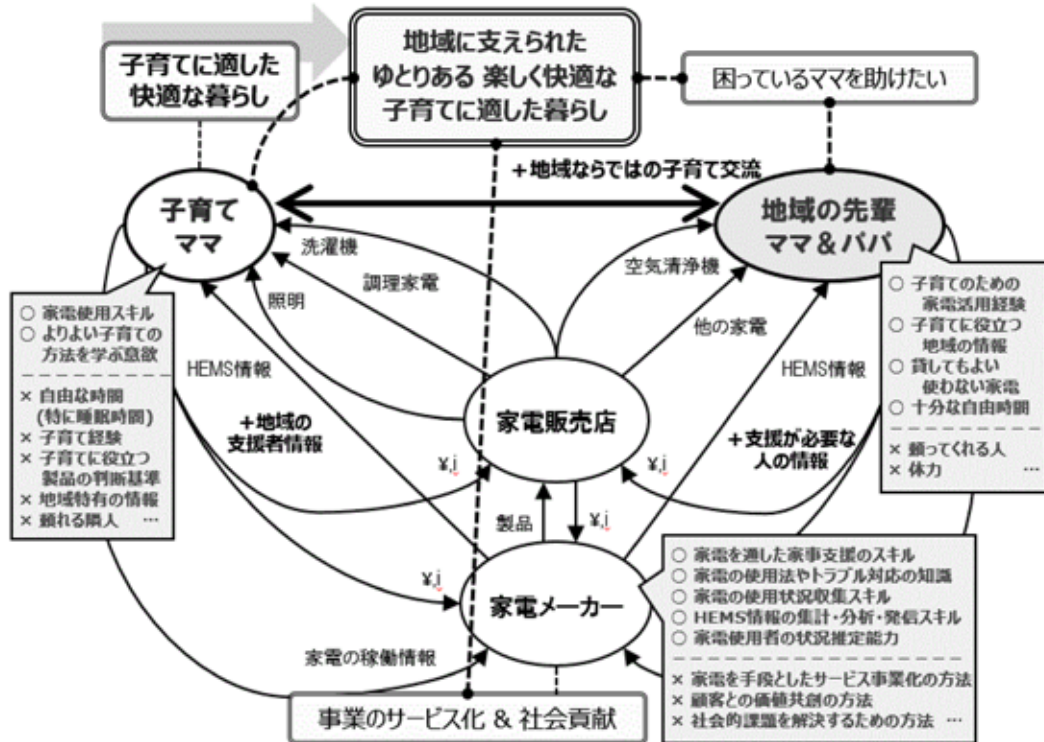 子育てに適した
快適な暮らし
地域に支えられた
ゆとりある 楽しく快適な
子育てに適した暮らし
困っているママを助けたい
+地域ならではの子育て交流
子育て
ママ
地域の先輩
ママ&パパ
洗濯機
調理家電
照明
空気清浄機
他の家電
HEMS情報
HEMS情報
○ 家電使用スキル
○ よりよい子育ての
方法を学ぶ意欲
× 自由な時間
(特に睡眠時間)
× 子育て経験
× 子育てに役立つ
製品の判断基準
× 地域特有の情報
× 頼れる隣人 …
○ 子育てのための
家電活用経験
○ 子育てに役立つ
地域の情報
○ 貸してもよい
使わない家電
○ 十分な自由時間
× 頼ってくれる人
× 体力 …
+地域の
支援者情報
家電販売店
+支援が必要な
人の情報
¥,i
¥,i
製品
¥,i
¥,i
家電メーカー
○ 家電を通した家事支援のスキル
○ 家電の使用法やトラブル対応の知識
○ 家電の使用状況収集スキル
○ HEMS情報の集計・分析・発信スキル
○ 家電使用者の状況推定能力
× 家電を手段としたサービス事業化の方法
× 顧客との価値共創の方法
× 社会的課題を解決するための方法 …
家電の稼働情報
事業のサービス化 & 社会貢献